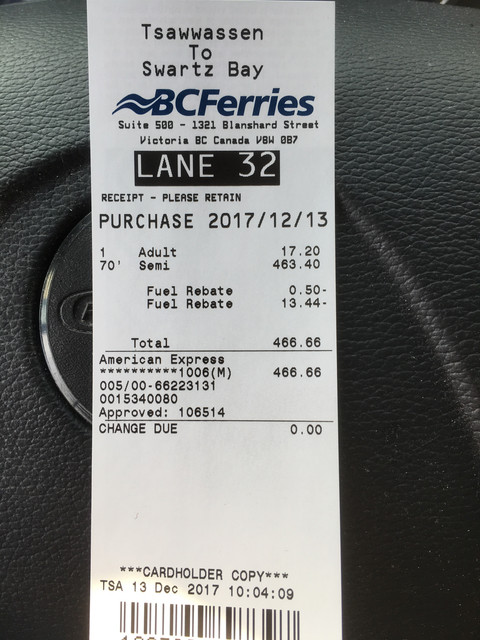 Tsawwassen
To
Swartz Bay
BCFerries
Suite 500 - 1321 Blanshard Street
Victoria BC Canada V8W 0B7
LANE 32
RECEIPT - PLEASE RETAIN
PURCHASE 2017/12/13
1 Adult 17.20
70' Semi 463.40
Fuel Rebate 0.50-
Fuel Rebate 13.44-
Total 466.66
American Express
**********1006(M) 466.66
005/00-66223131
0015340080
Approved: 106514
CHANGE DUE 0.00
***CARDHOLDER COPY***
TSA 13 Dec 2017 10:04:09